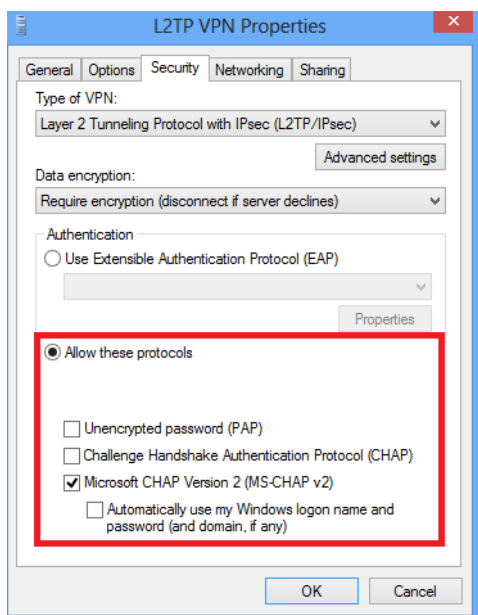 L2TP VPN Properties
General Options Security Networking Sharing
Type of VPN:
Layer 2 Tunneling Protocol with IPsec (L2TP/IPsec)
Advanced settings
Data encryption:
Require encryption (disconnect if server declines)
Authentication
Use Extensible Authentication Protocol (EAP)
Properties
Allow these protocols
Unencrypted password (PAP)
Challenge Handshake Authentication Protocol (CHAP)
Microsoft CHAP Version 2 (MS-CHAP v2)
Automatically use my Windows logon name and
password (and domain, if any)
OK Cancel